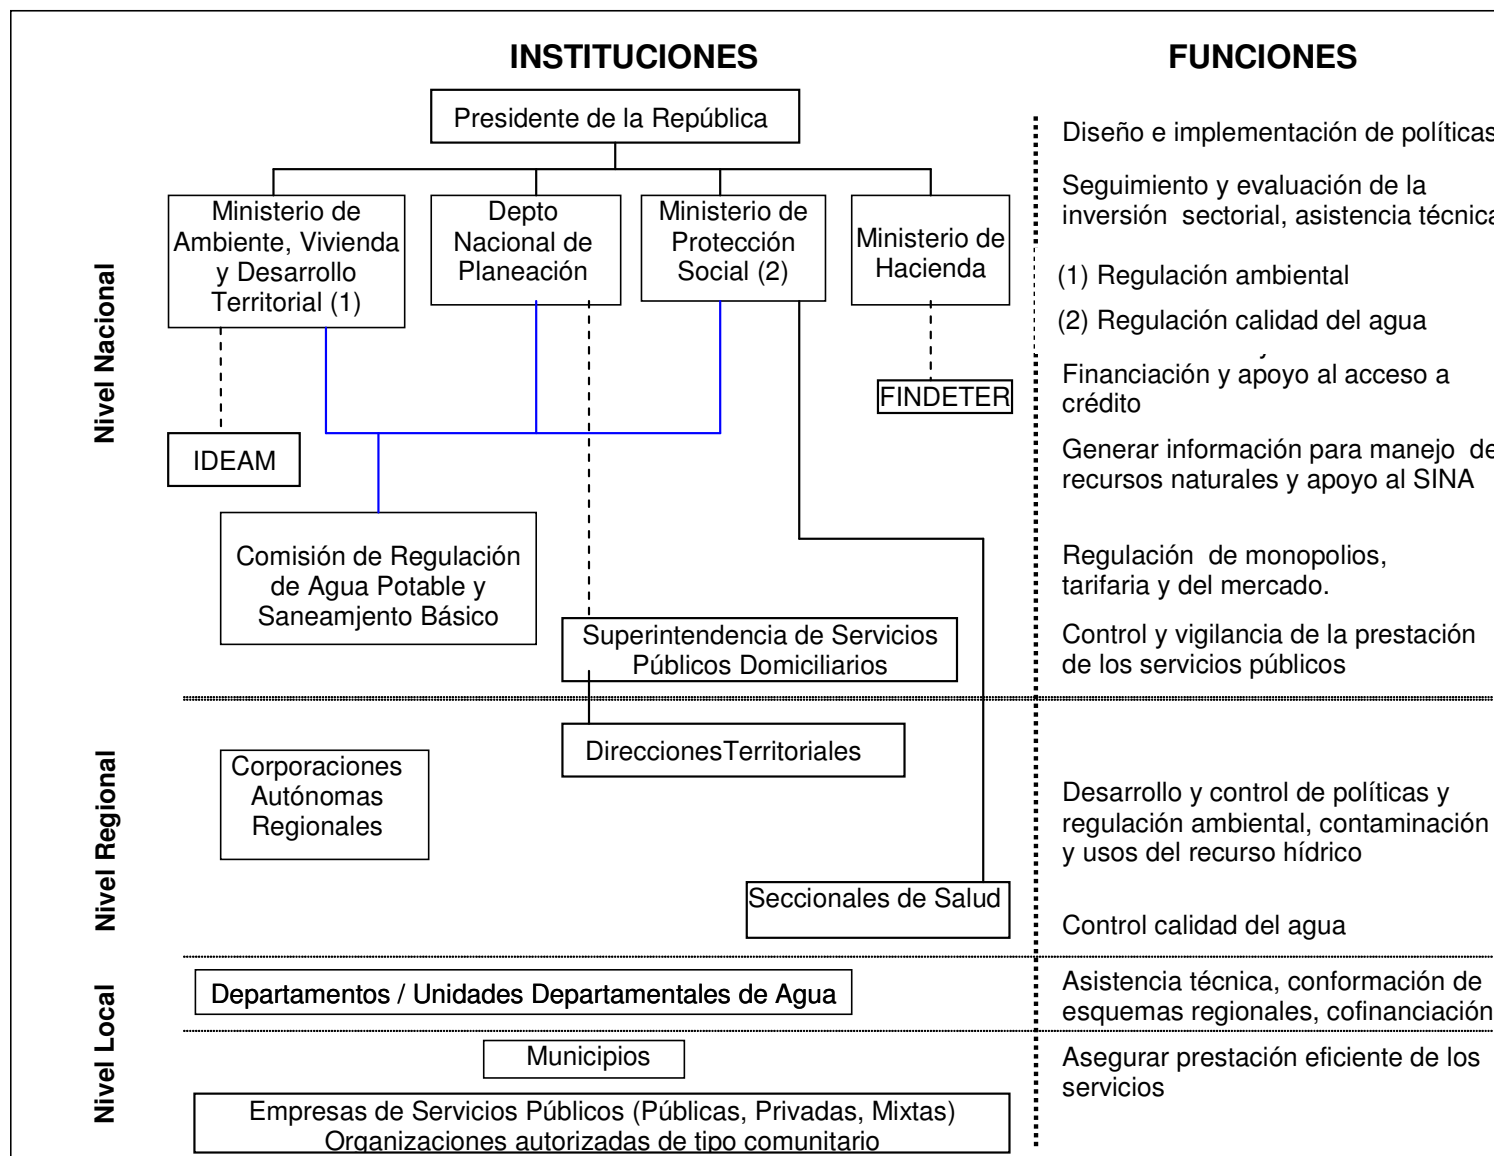 INSTITUCIONES
FUNCIONES
Presidente de la República
Diseño e implementación de políticas
Ministerio de
Ambiente, Vivienda
y Desarrollo
Territorial (1)
Depto
Nacional de
Planeación
Ministerio de
Protección
Social (2)
Ministerio de
Hacienda
Seguimiento y evaluación de la
inversión sectorial, asistencia técnica
(1) Regulación ambiental
(2) Regulación calidad del agua
Nivel Nacional
FINDETER
Financiación y apoyo al acceso a
crédito
IDEAM
Generar información para manejo de
recursos naturales y apoyo al SINA
Comisión de Regulación
de Agua Potable y
Saneamjento Básico
Regulación de monopolios,
tarifaria y del mercado.
Superintendencia de Servicios
Públicos Domiciliarios
Control y vigilancia de la prestación
de los servicios públicos
Nivel Regional
DireccionesTerritoriales
Corporaciones
Autónomas
Regionales
Desarrollo y control de políticas y
regulación ambiental, contaminación
y usos del recurso hídrico
Seccionales de Salud
Control calidad del agua
Nivel Local
Departamentos / Unidades Departamentales de Agua
Asistencia técnica, conformación de
esquemas regionales, cofinanciación
Municipios
Asegurar prestación eficiente de los
servicios
Empresas de Servicios Públicos (Públicas, Privadas, Mixtas)
Organizaciones autorizadas de tipo comunitario